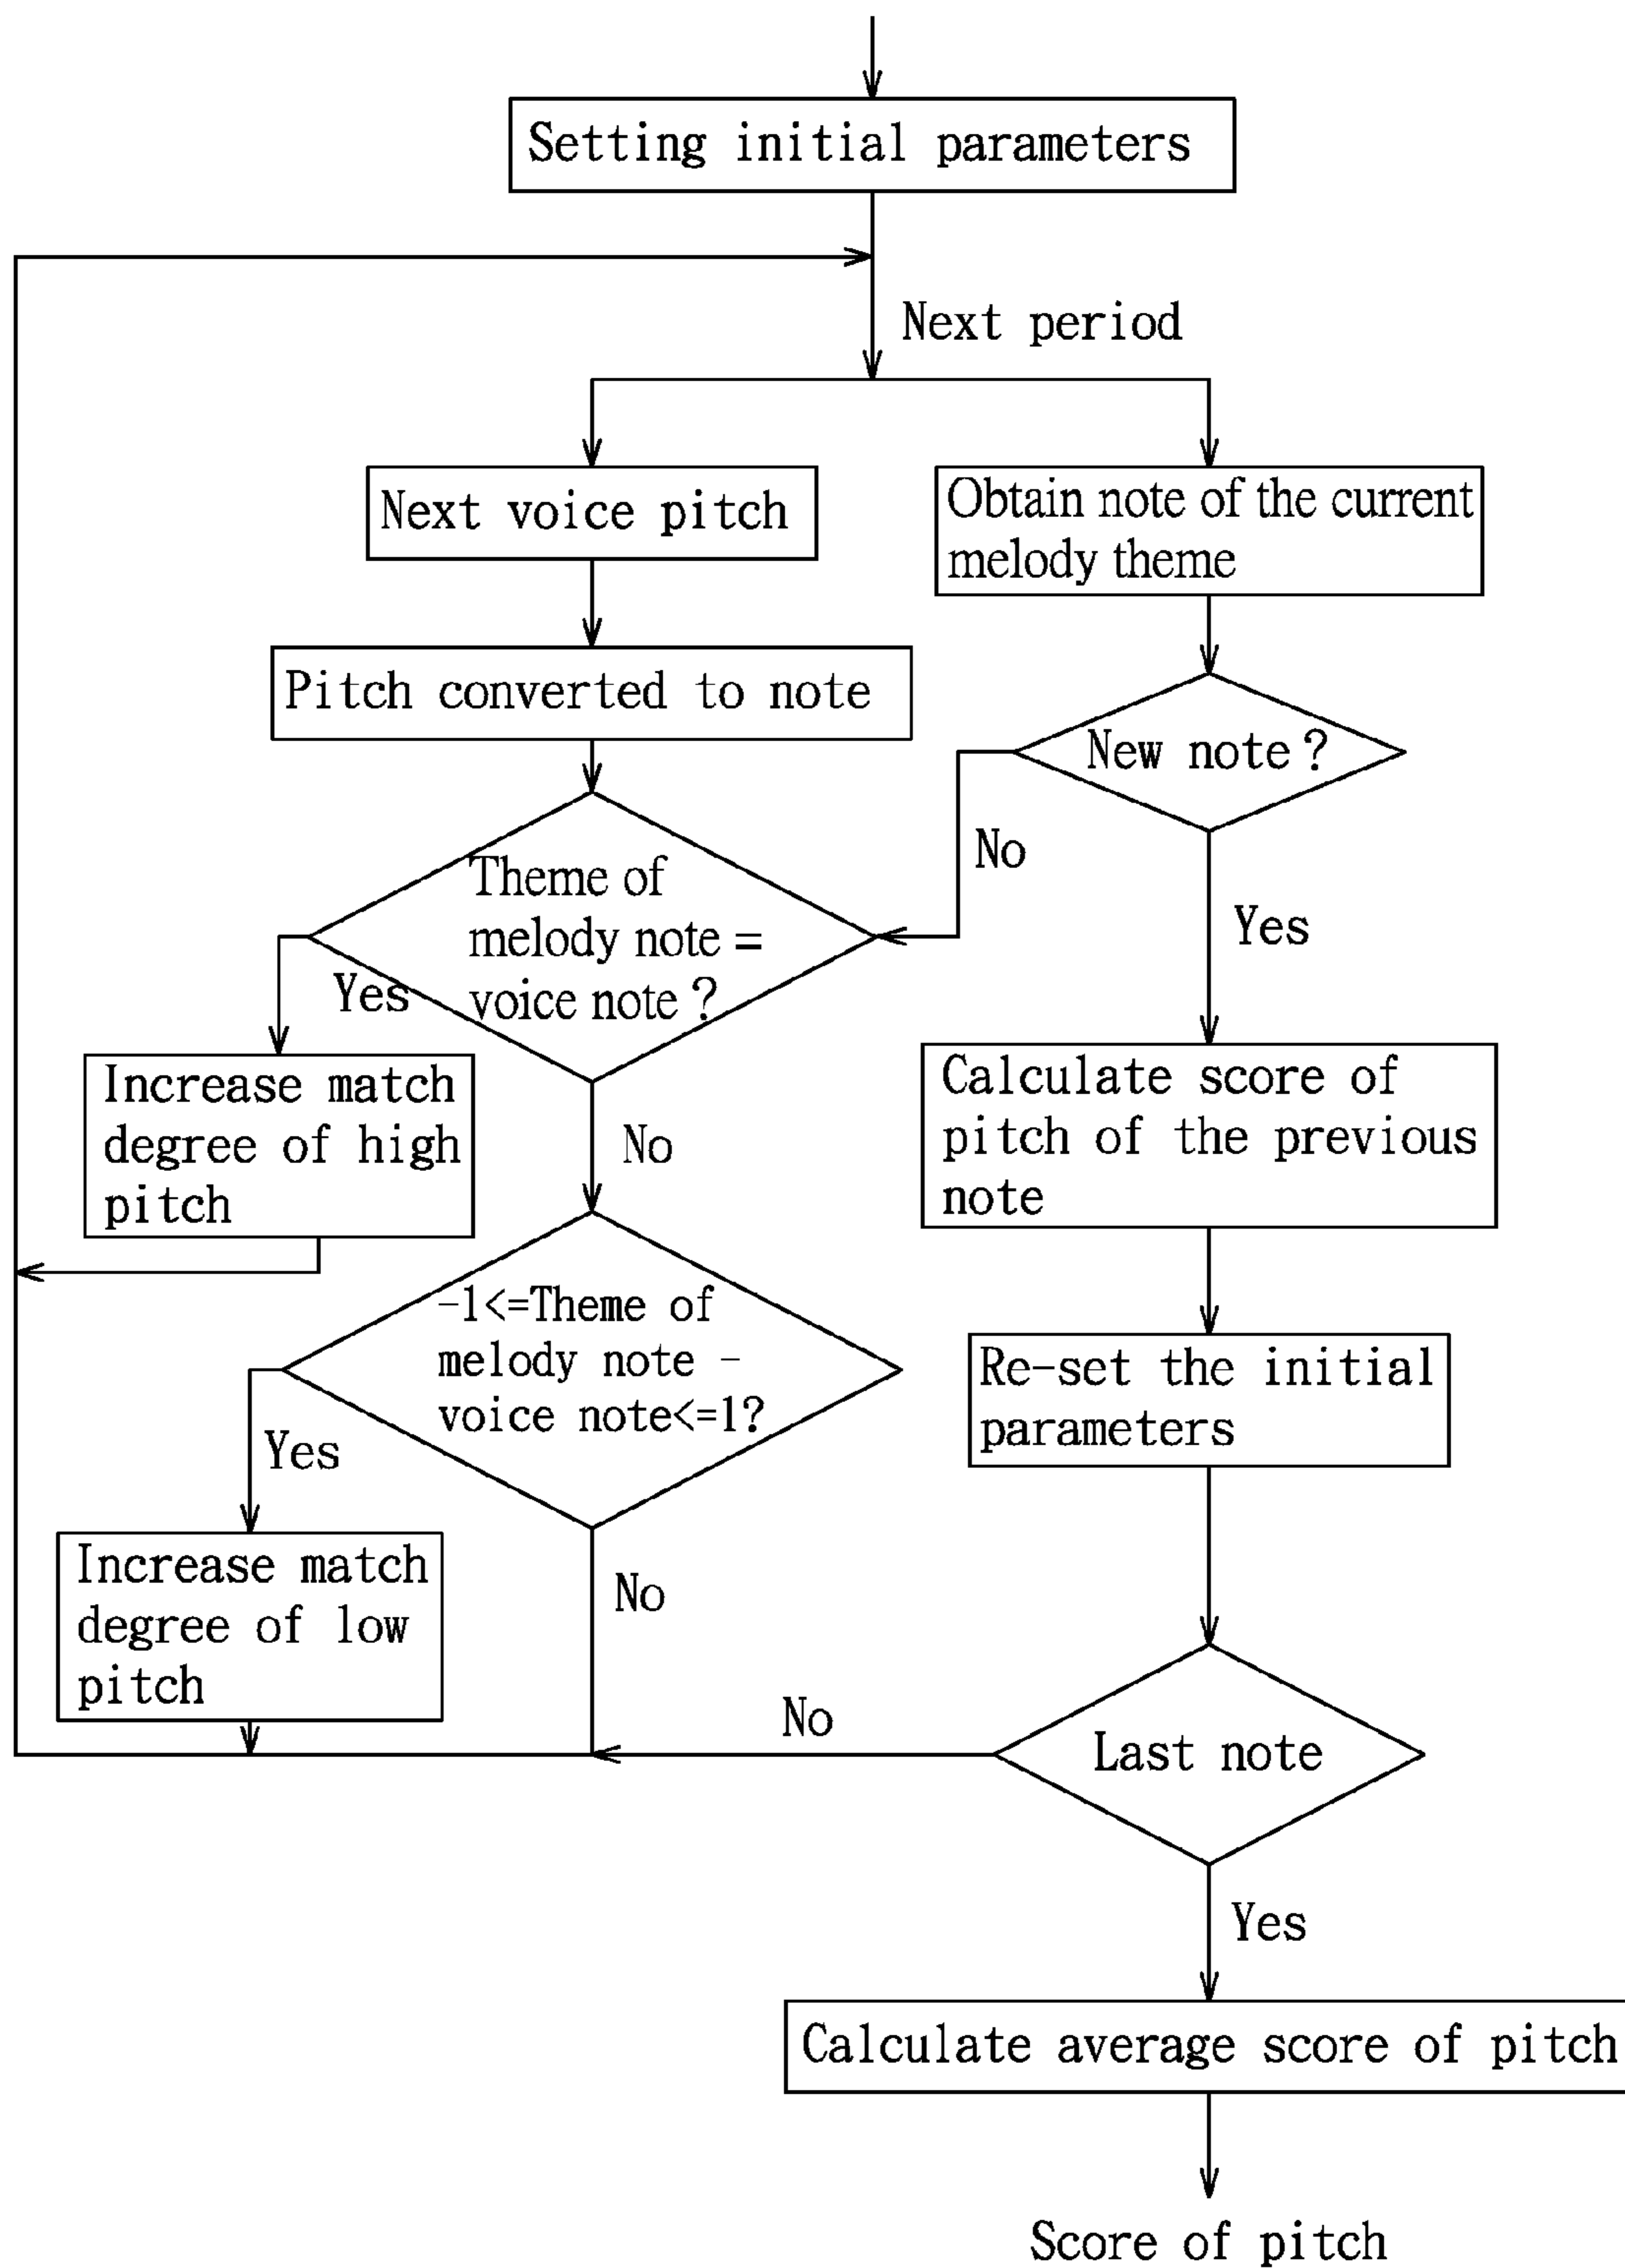 Setting initial parameters
Next period
Next voice pitch
Obtain note of the current
melody theme
Pitch converted to note
New note?
No
Yes
Theme of
melody note =
voice note?
Yes
No
Increase match
degree of high
pitch
Calculate score of
pitch of the previous
note
-1<=Theme of
melody note -
voice note<=1?
Yes
No
Re-set the initial
parameters
Increase match
degree of low
pitch
No
Last note
Yes
Calculate average score of pitch
Score of pitch